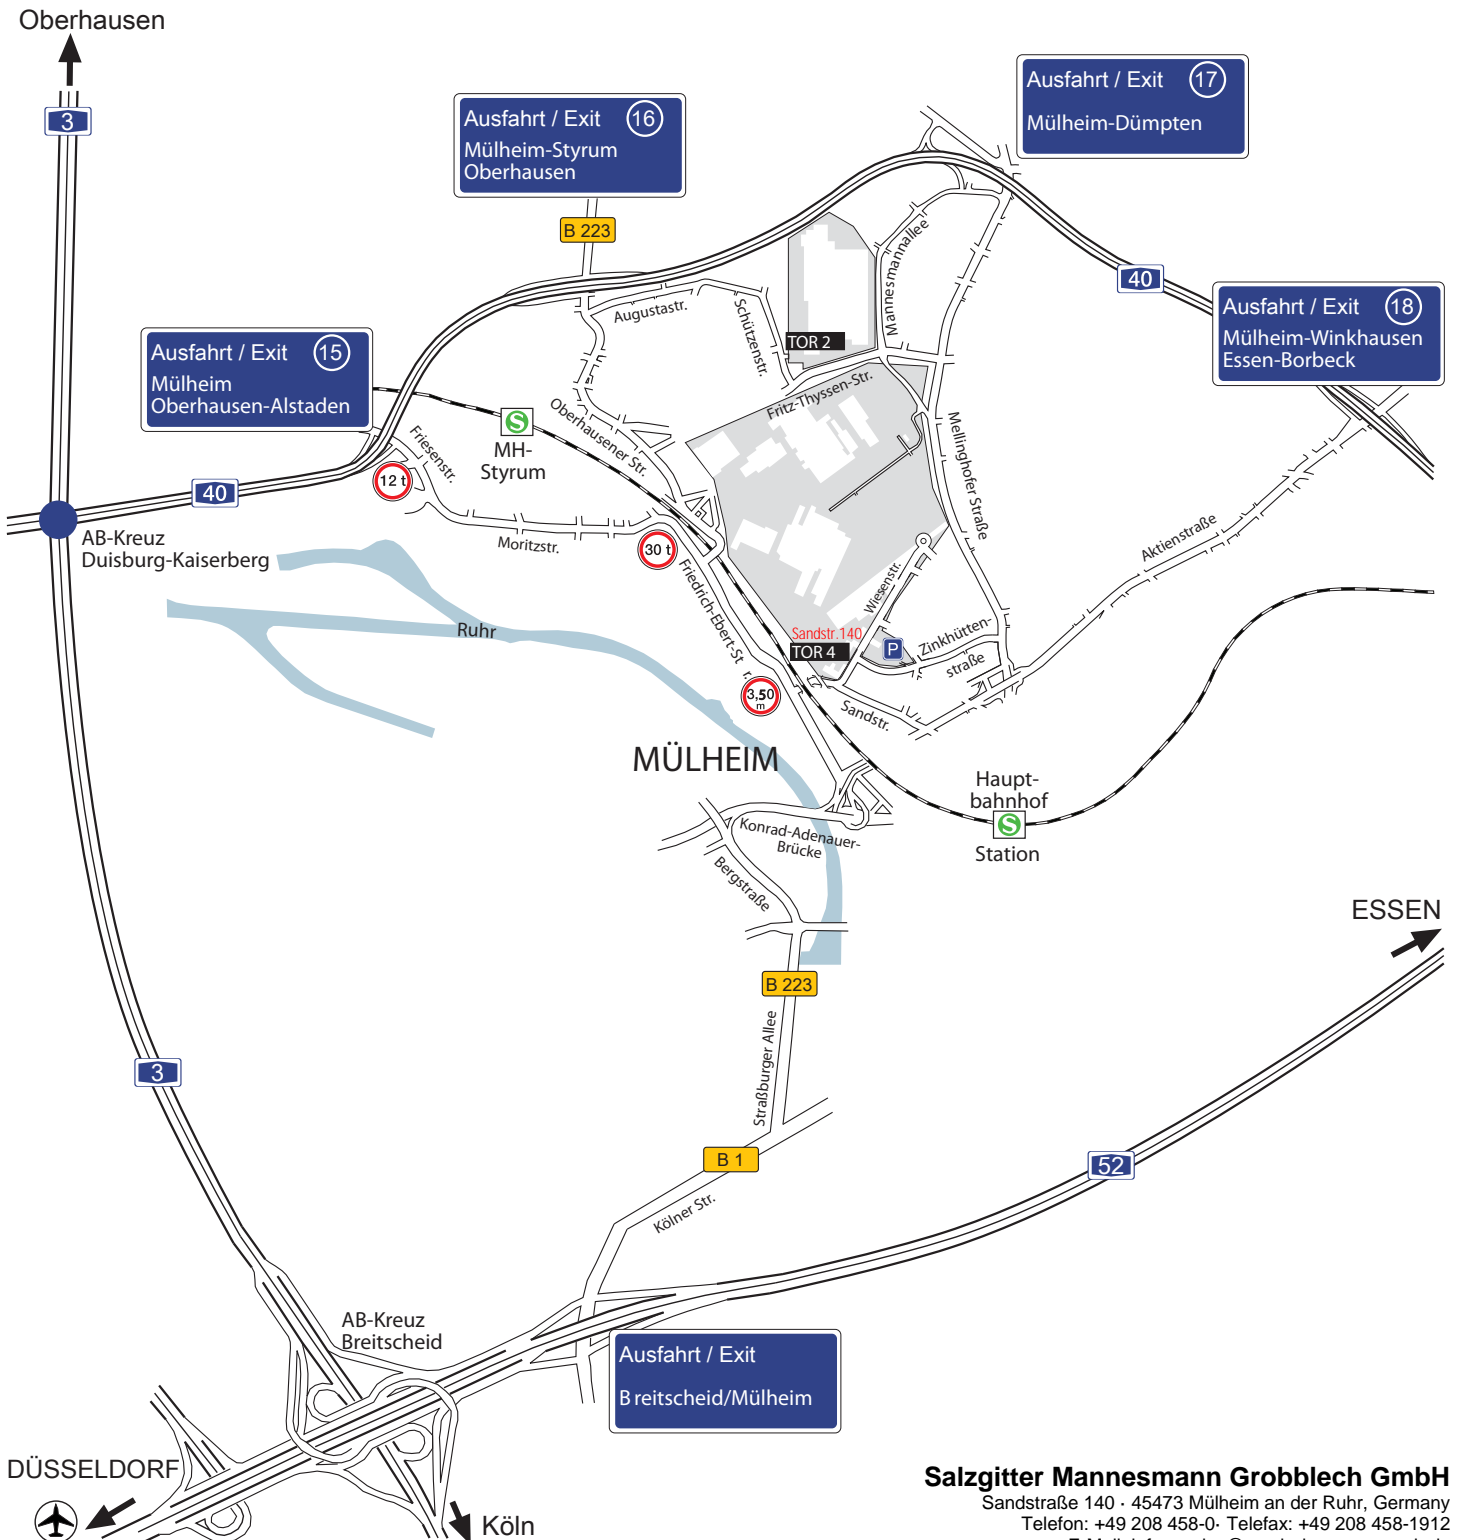 Oberhausen
3
Ausfahrt / Exit 16
Mülheim-Styrum
Oberhausen
Ausfahrt / Exit 17
Mülheim-Dümpten
B 223
40
Ausfahrt / Exit 18
Mülheim-Winkhausen
Essen-Borbeck
Ausfahrt / Exit 15
Mülheim
Oberhausen-Alstaden
Augustastr.
Schützenstr.
Mannesmannallee
TOR 2
Fritz-Thyssen-Str.
Oberhausener Str.
MH-
Styrum
Friesenstr.
12 t
40
Mellinghofer Straße
Aktienstraße
AB-Kreuz
Duisburg-Kaiserberg
Moritzstr.
30 t
Friedrich-Ebert-St r.
Wiesenstr.
Ruhr
Sandstr.140
TOR 4
P
Zinkhütten-
straße
3,50
m
Sandstr.
MÜLHEIM
Haupt-
bahnhof
S
Station
Konrad-Adenauer-
Brücke
Bergstraße
ESSEN
B 223
Straßburger Allee
3
B 1
52
Kölner Str.
AB-Kreuz
Breitscheid
Ausfahrt / Exit
B reitscheid/Mülheim
DÜSSELDORF
Köln
Salzgitter Mannesmann Grobblech GmbH
Sandstraße 140 · 45473 Mülheim an der Ruhr, Germany
Telefon: +49 208 458-0· Telefax: +49 208 458-1912